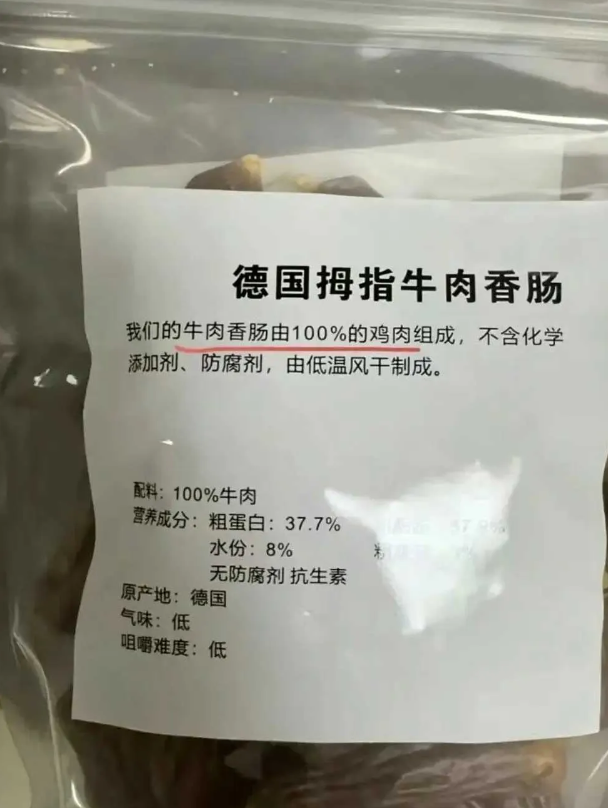 德国拇指牛肉香肠
我们的牛肉香肠由100%的鸡肉组成，不含化学
添加剂、防腐剂，由低温风干制成。
配料：100%牛肉
营养成分：粗蛋白：37.7%
水份：8%
无防腐剂 抗生素
原产地：德国
气味：低
咀嚼难度：低